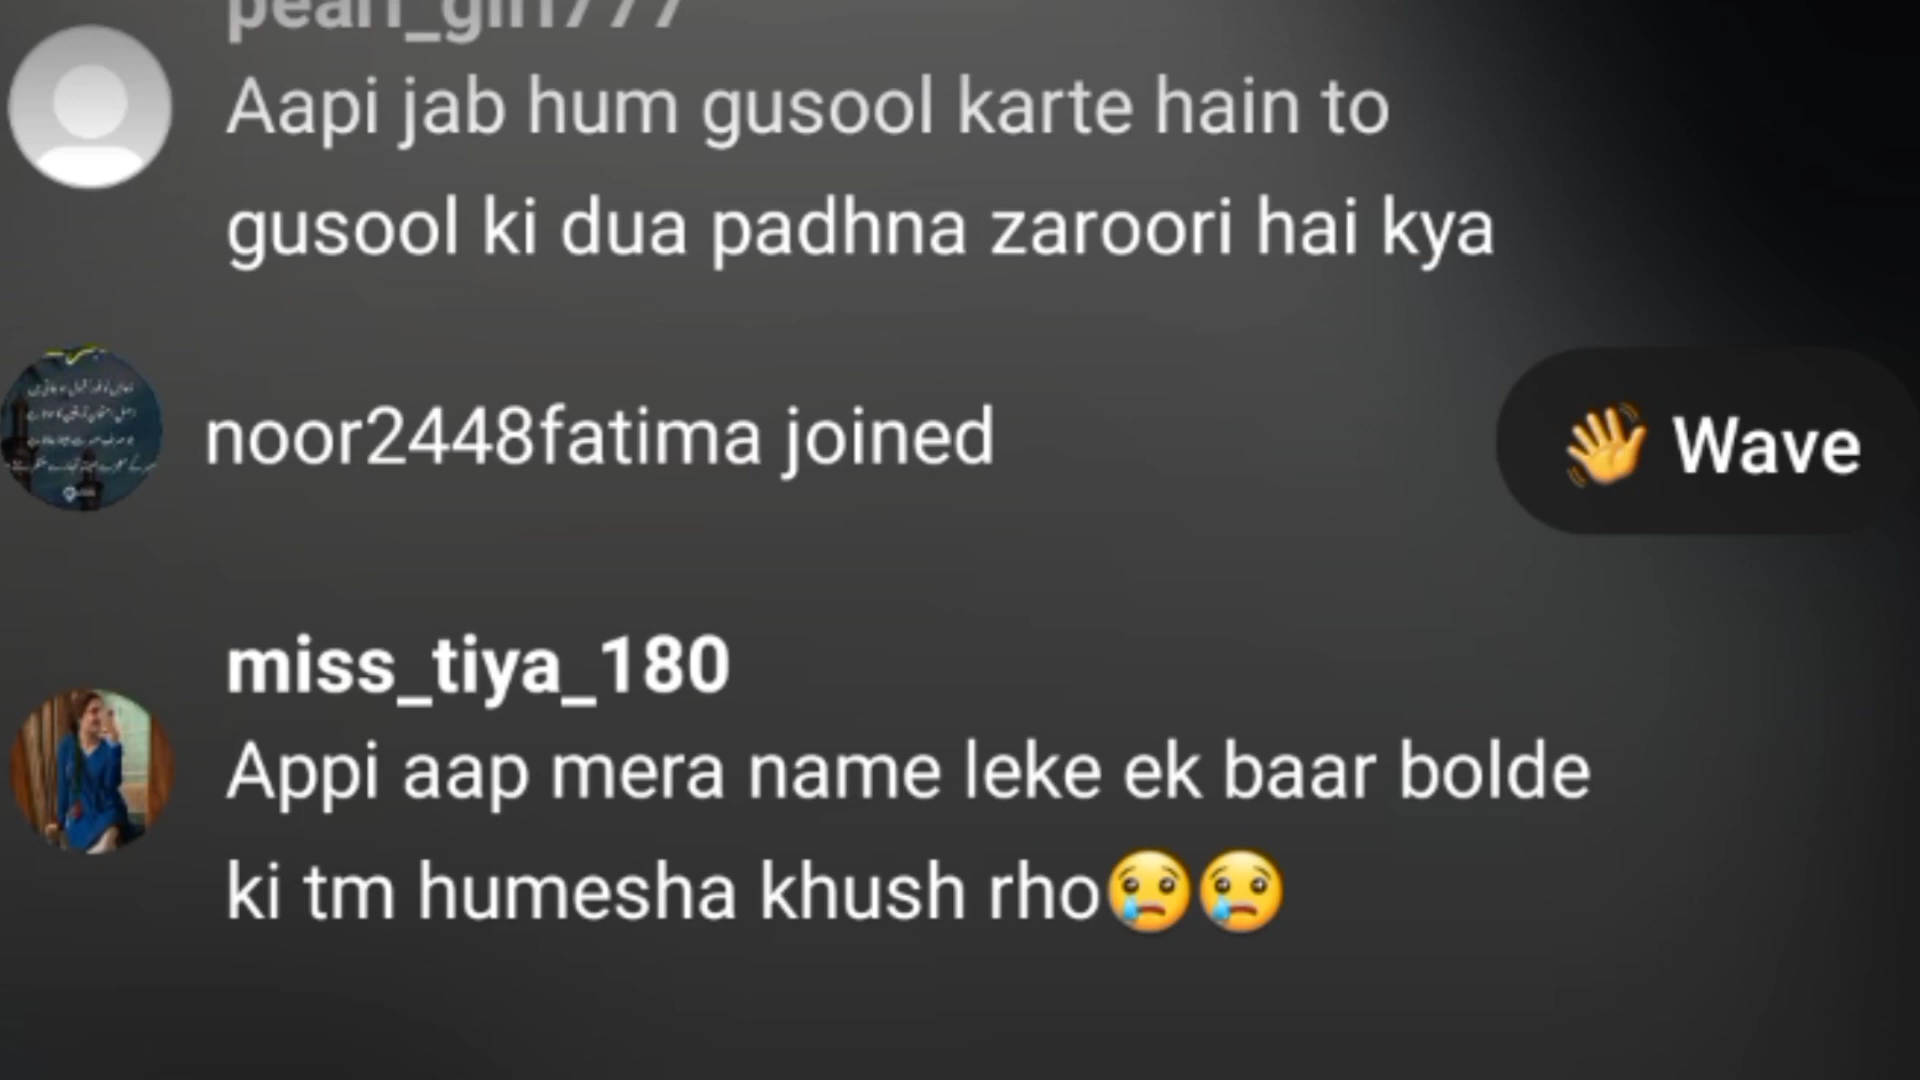 pearl_girl777
Aapi jab hum gusool karte hain to
gusool ki dua padhna zaroori hai kya
noor2448fatima joined
👋 Wave
miss_tiya_180
Appi aap mera name leke ek baar bolde
ki tm humesha khush rho😢😢